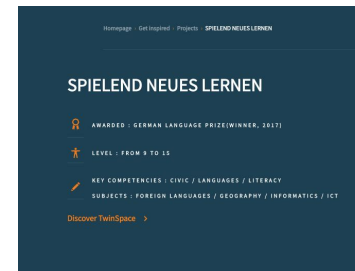 Homepage · Get inspired · Projects · SPIELEND NEUES LERNEN
SPIELEND NEUES LERNEN
AWARDED : GERMAN LANGUAGE PRIZE(WINNER, 2017)
LEVEL : FROM 9 TO 15
KEY COMPETENCIES : CIVIC / LANGUAGES / LITERACY
SUBJECTS : FOREIGN LANGUAGES / GEOGRAPHY / INFORMATICS / ICT
Discover TwinSpace >